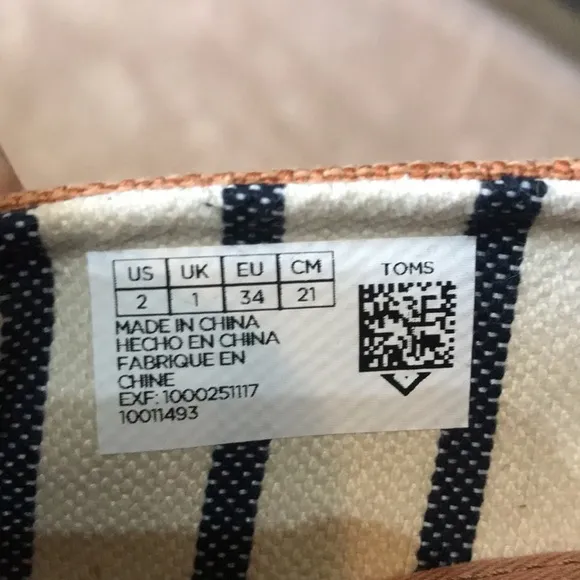 US UK EU CM
2 1 34 21
MADE IN CHINA
HECHO EN CHINA
FABRIQUE EN
CHINE
EXF: 1000251117
10011493
TOMS